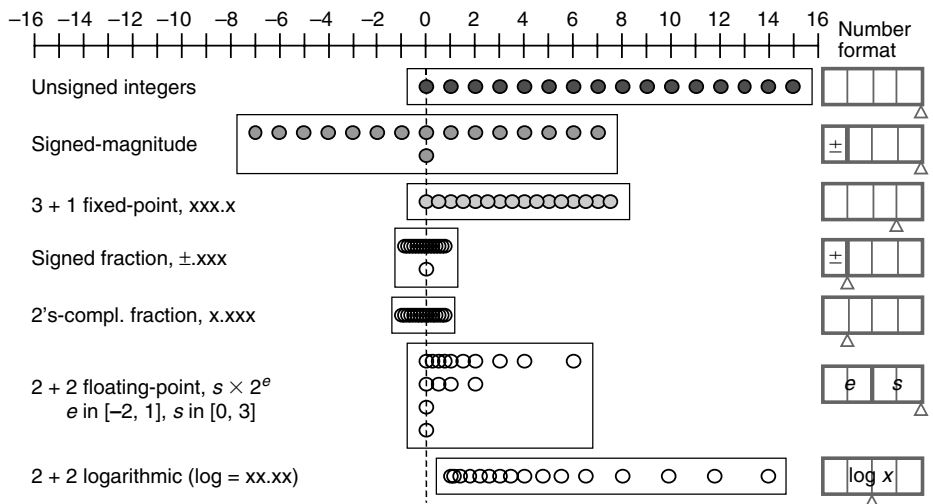 −16 −14 −12 −10 −8 −6 −4 −2 0 2 4 6 8 10 12 14 16
Number
format
Unsigned integers
Signed-magnitude
±
3 + 1 fixed-point, xxx.x
Signed fraction, ±.xxx
±
2's-compl. fraction, x.xxx
2 + 2 floating-point, s × 2^e
e in [−2, 1], s in [0, 3]
e s
2 + 2 logarithmic (log = xx.xx)
log x